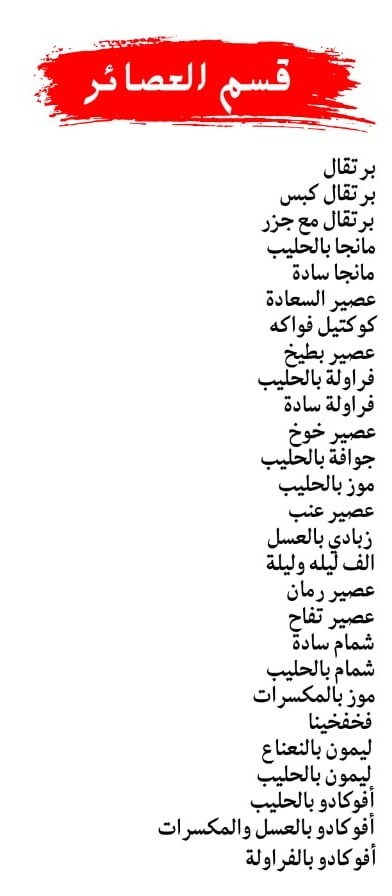 قسم العصائر
برتقال
برتقال كبس
برتقال مع جزر
مانجا بالحليب
مانجا سادة
عصير السعادة
كوكتيل فواكه
عصير بطيخ
فراولة بالحليب
فراولة سادة
عصير خوخ
جوافة بالحليب
موز بالحليب
عصير عنب
زبادي بالعسل
الف ليله وليلة
عصير رمان
عصير تفاح
شمام سادة
شمام بالحليب
موز بالمكسرات
فخفخينا
ليمون بالنعناع
ليمون بالحليب
أفوكادو بالحليب
أفوكادو بالعسل والمكسرات
أفوكادو بالفراولة